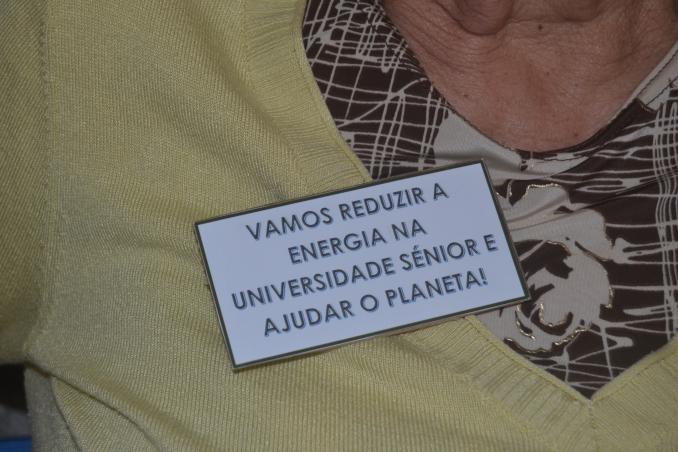 VAMOS REDUZIR A
ENERGIA NA
UNIVERSIDADE SÉNIOR E
AJUDAR O PLANETA!